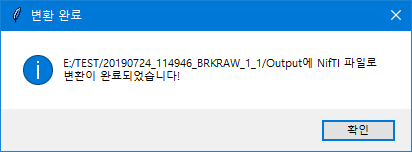 변환 완료
E:/TEST/20190724_114946_BRKRAW_1_1/Output에 NifTI 파일로
변환이 완료되었습니다!
확인